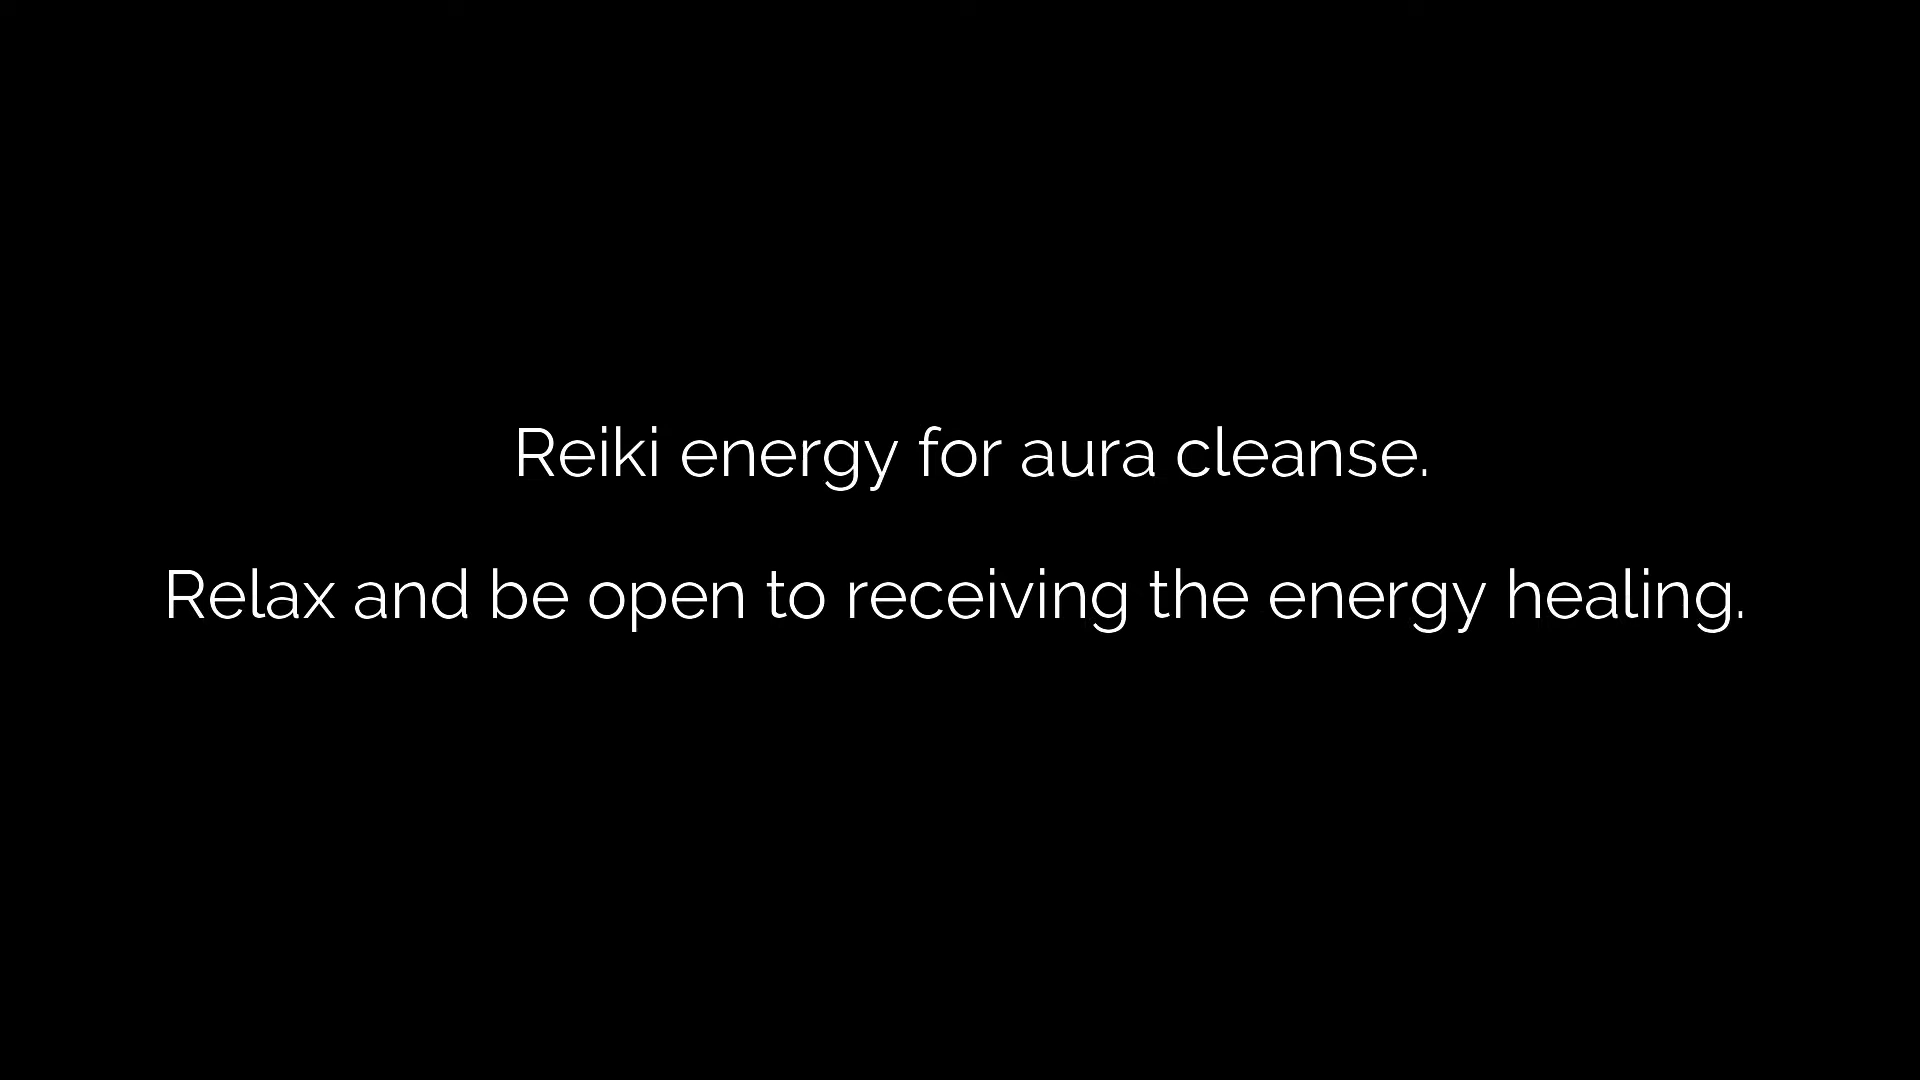 Reiki energy for aura cleanse.
Relax and be open to receiving the energy healing.